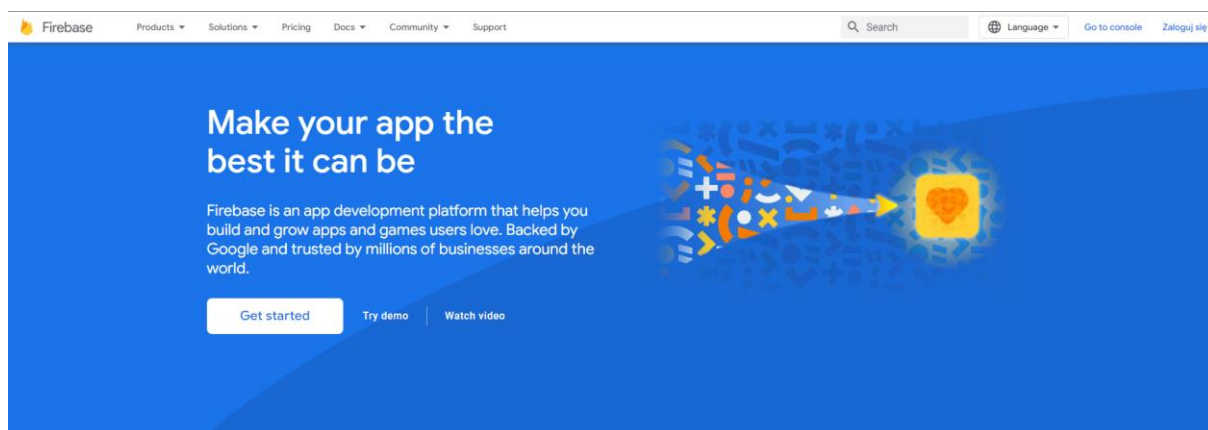 Firebase Products Solutions Pricing Docs Community Support Search Language Go to console Zaloguj się
Make your app the
best it can be
Firebase is an app development platform that helps you
build and grow apps and games users love. Backed by
Google and trusted by millions of businesses around the
world.
Get started Try demo Watch video